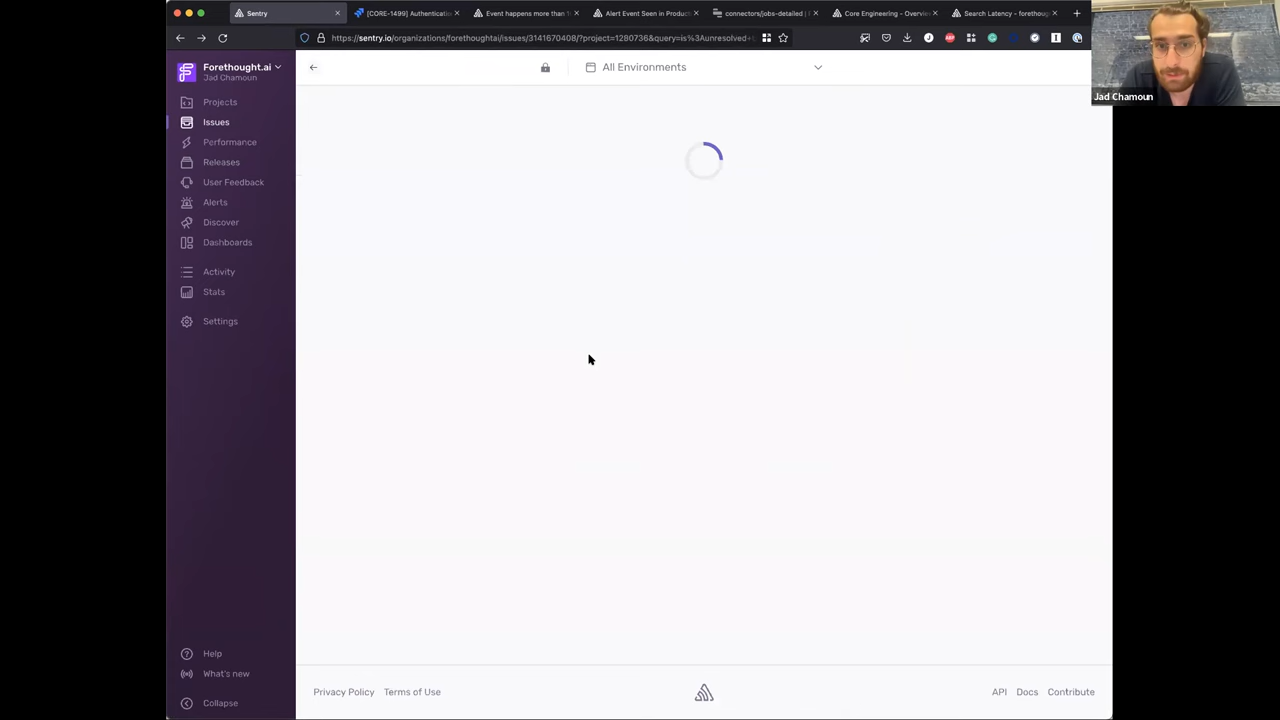 Sentry
[CORE-1499] Authenticatio
Event happens more than 1
Alert Event Seen in Product
connectors/jobs-detailed |
Core Engineering - Overvie
Search Latency - forethoug
https://sentry.io/organizations/forethoughtai/issues/3141670408/?project=1280736&query=is%3Aunresolved
Forethought.ai
Jad Chamoun
All Environments
Projects
Issues
Performance
Releases
User Feedback
Alerts
Discover
Dashboards
Activity
Stats
Settings
Help
What's new
Collapse
Privacy Policy
Terms of Use
API
Docs
Contribute
Jad Chamoun